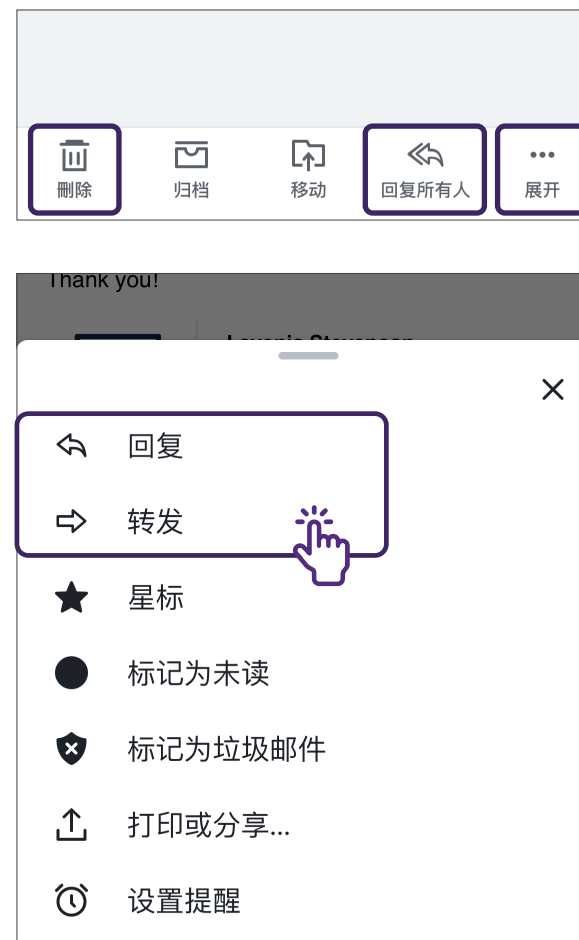 刪除
归档
移动
回复所有人
展开
Thank you!
回复
转发
星标
标记为未读
标记为垃圾邮件
打印或分享...
设置提醒